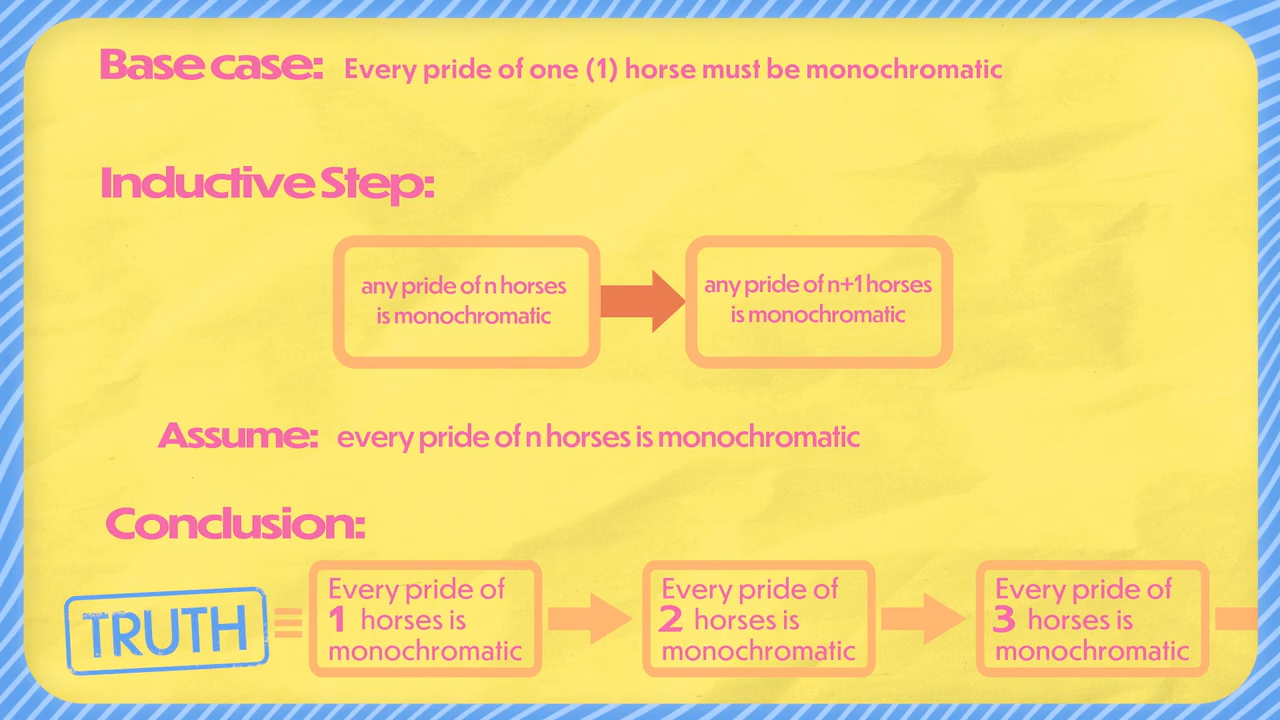 Base case: Every pride of one (1) horse must be monochromatic
Inductive Step:
any pride of n horses
is monochromatic
any pride of n+1 horses
is monochromatic
Assume: every pride of n horses is monochromatic
Conclusion:
TRUTH
Every pride of
1 horses is
monochromatic
Every pride of
2 horses is
monochromatic
Every pride of
3 horses is
monochromatic